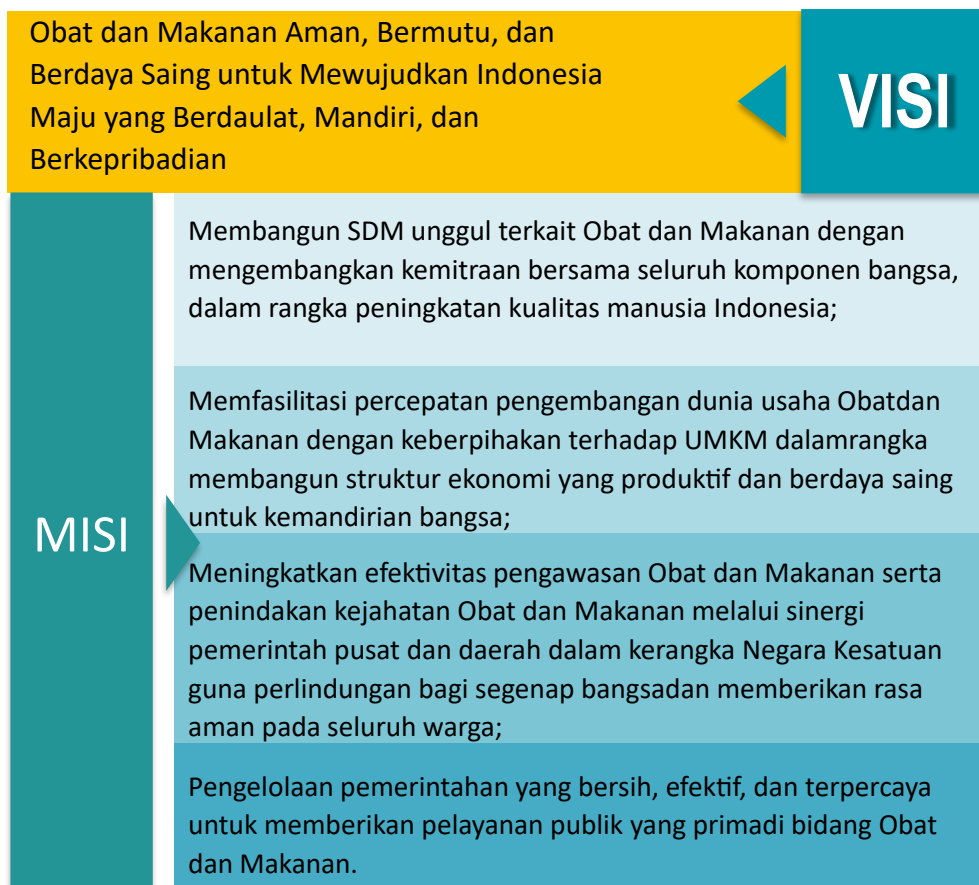 Obat dan Makanan Aman, Bermutu, dan
Berdaya Saing untuk Mewujudkan Indonesia
Maju yang Berdaulat, Mandiri, dan
Berkepribadian
VISI
MISI
Membangun SDM unggul terkait Obat dan Makanan dengan
mengembangkan kemitraan bersama seluruh komponen bangsa,
dalam rangka peningkatan kualitas manusia Indonesia;
Memfasilitasi percepatan pengembangan dunia usaha Obatdan
Makanan dengan keberpihakan terhadap UMKM dalamrangka
membangun struktur ekonomi yang produktif dan berdaya saing
untuk kemandirian bangsa;
Meningkatkan efektivitas pengawasan Obat dan Makanan serta
penindakan kejahatan Obat dan Makanan melalui sinergi
pemerintah pusat dan daerah dalam kerangka Negara Kesatuan
guna perlindungan bagi segenap bangsadan memberikan rasa
aman pada seluruh warga;
Pengelolaan pemerintahan yang bersih, efektif, dan terpercaya
untuk memberikan pelayanan publik yang primadi bidang Obat
dan Makanan.